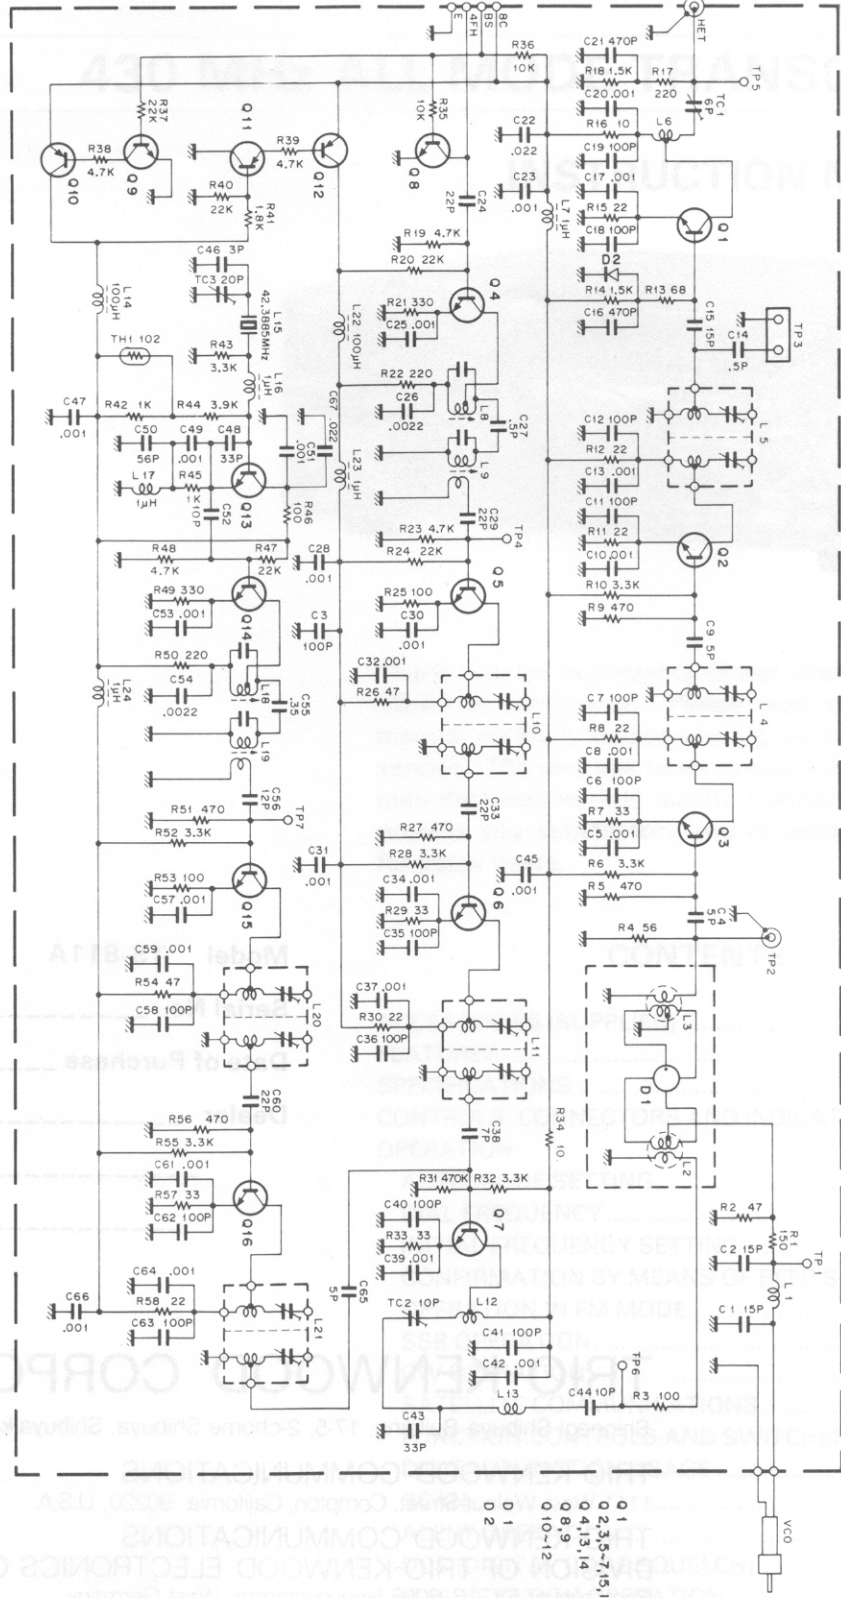 E
4FH
BS
8C
HET
R36
10K
C21 470P
R18 1.5K
C20 .001
R17
220
TP5
TC1
6P
L6
R37
22K
Q9
R38
4.7K
Q10
Q11
R39
4.7K
Q12
R40
22K
R41
1.8K
R35
10K
Q8
C22
.022
C23
.001
R16 10
C19 100P
C17 .001
R15 22
C18 100P
Q1
C24
22P
L7 1μH
D2
R14 1.5K
R13 68
C16 470P
C15 15P
C14
.5P
TP3
C46 3P
TC3 20P
L15
42.3885MHz
L14
100μH
TH1 102
R43
3.3K
L16
1μH
R19 4.7K
R20 22K
Q4
R21 330
C25 .001
L22 100μH
R22 220
C26
.0022
L8
C27
.5P
L9
C47
.001
R42 1K
R44 3.9K
C50
56P
C49
.001
C48
33P
L17
1μH
R45
1K
10P
C52
Q13
C67 .022
C51
.001
R46
100
L23 1μH
C29
22P
C12 100P
R12 22
C13 .001
L 5
C11 100P
R11 22
C10 .001
Q2
R10 3.3K
R9 470
C9 5P
R48
4.7K
R47
22K
C28
.001
R23 4.7K
R24 22K
TP4
Q5
R25 100
C30
.001
C3
100P
R49 330
C53 .001
Q14
R50 220
C54
.0022
L18
C55
.35
L19
L24
1μH
C32 .001
R26 47
L10
C7 100P
R8 22
C8 .001
L 4
C6 100P
R7 33
C5 .001
Q3
R6 3.3K
R5 470
C4
5P
R4 56
TP2
C56
12P
TP7
R51 470
R52 3.3K
C31
.001
R53 100
C57 .001
Q15
C33
22P
R27 470
R28 3.3K
C34 .001
R29 33
C35 100P
Q6
C45
.001
L3
D1
L2
C59 .001
R54 47
C58 100P
L20
C60
22P
R56 470
R55 3.3K
C61 .001
R57 33
C62 100P
Q16
C37 .001
R30 22
C36 100P
L11
C38
7P
R34 10
R31 470K
R32 3.3K
C40 100P
R33 33
C39 .001
R2 47
R1
150
C2 15P
L1
C1 15P
C66
.001
C64 .001
R58 22
C63 100P
L21
C65
5P
TC2 10P
L12
C41 100P
C42 .001
L13
C43
33P
C44 10P
R3 100
TP6
VCO
Q 1
Q 2,3,5~7,15,1
Q 4,13,14
Q 8,9
Q 10~12
D 1
D 2